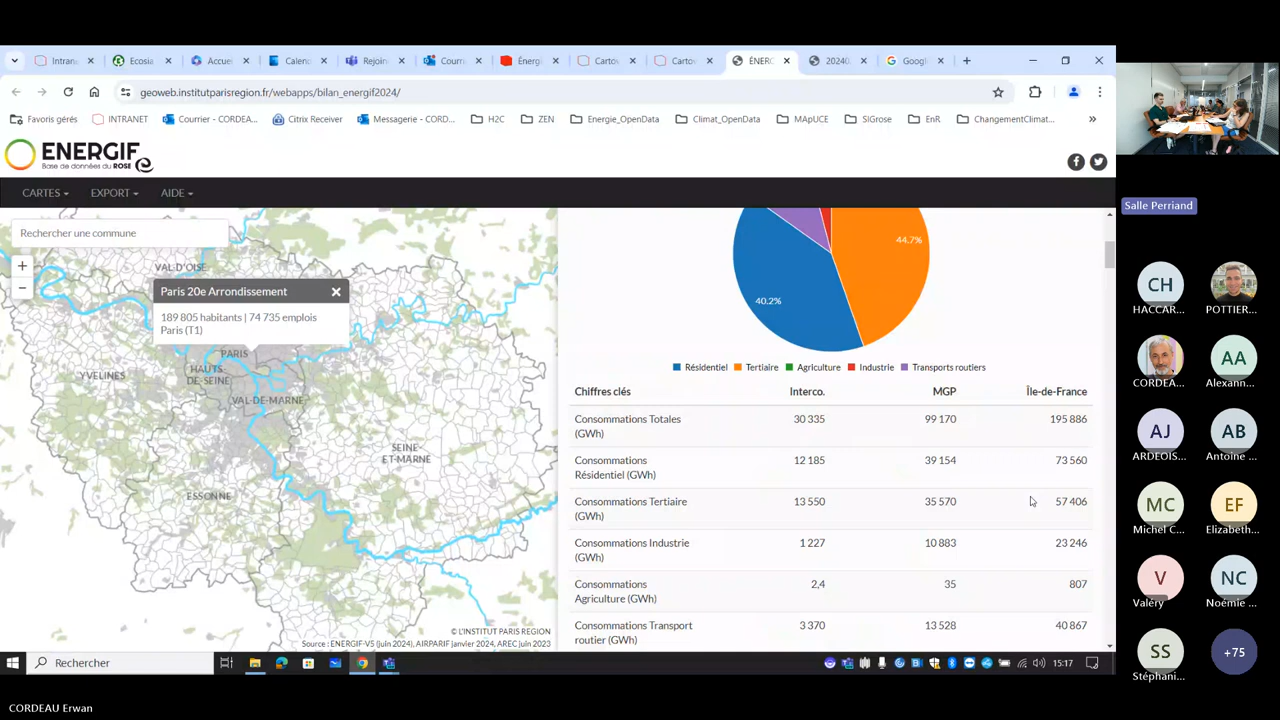 Intran
Ecosia
Accue
Calend
Rejoin
Courri
Énergi
Cartov
Cartov
ÉNERG
20240
Google
geoweb.institutparisregion.fr/webapps/bilan_energif2024/
Favoris gérés
INTRANET
Courrier - CORDEA...
Citrix Receiver
Messagerie - CORD...
H2C
ZEN
Energie_OpenData
Climat_OpenData
MApUCE
SIGrose
EnR
ChangementClimat...
ENERGIF
Base de données du ROSE
CARTES
EXPORT
AIDE
Rechercher une commune
+
−
VAL-D'OISE
Paris 20e Arrondissement
189 805 habitants | 74 735 emplois
Paris (T1)
PARIS
HAUTS-
DE-SEINE
YVELINES
VAL-DE-MARNE
SEINE-
ET-MARNE
ESSONNE
© L'INSTITUT PARIS REGION
Source : ENERGIF-V5 (juin 2024), AIRPARIF janvier 2024, AREC juin 2023
44.7%
40.2%
Résidentiel
Tertiaire
Agriculture
Industrie
Transports routiers
Chiffres clés Interco. MGP Île-de-France
Consommations Totales
(GWh) 30 335 99 170 195 886
Consommations
Résidentiel (GWh) 12 185 39 154 73 560
Consommations Tertiaire
(GWh) 13 550 35 570 57 406
Consommations Industrie
(GWh) 1 227 10 883 23 246
Consommations
Agriculture (GWh) 2,4 35 807
Consommations Transport
routier (GWh) 3 370 13 528 40 867
Rechercher
15:17
CORDEAU Erwan
Salle Perriand
CH
HACCAR...
POTTIER...
CORDEA...
AA
Alexann...
AJ
ARDEOIS...
AB
Antoine ...
MC
Michel C...
EF
Elizabeth...
V
Valéry
NC
Noémie ...
SS
Stéphani...
+75